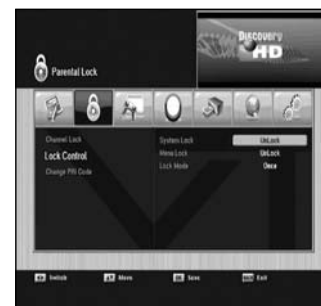 Discovery
HD
Parental Lock
Channel Lock
Lock Control
Change PIN Code
System Lock UnLock
Menu Lock UnLock
Lock Mode Once
Switch Move Save Exit